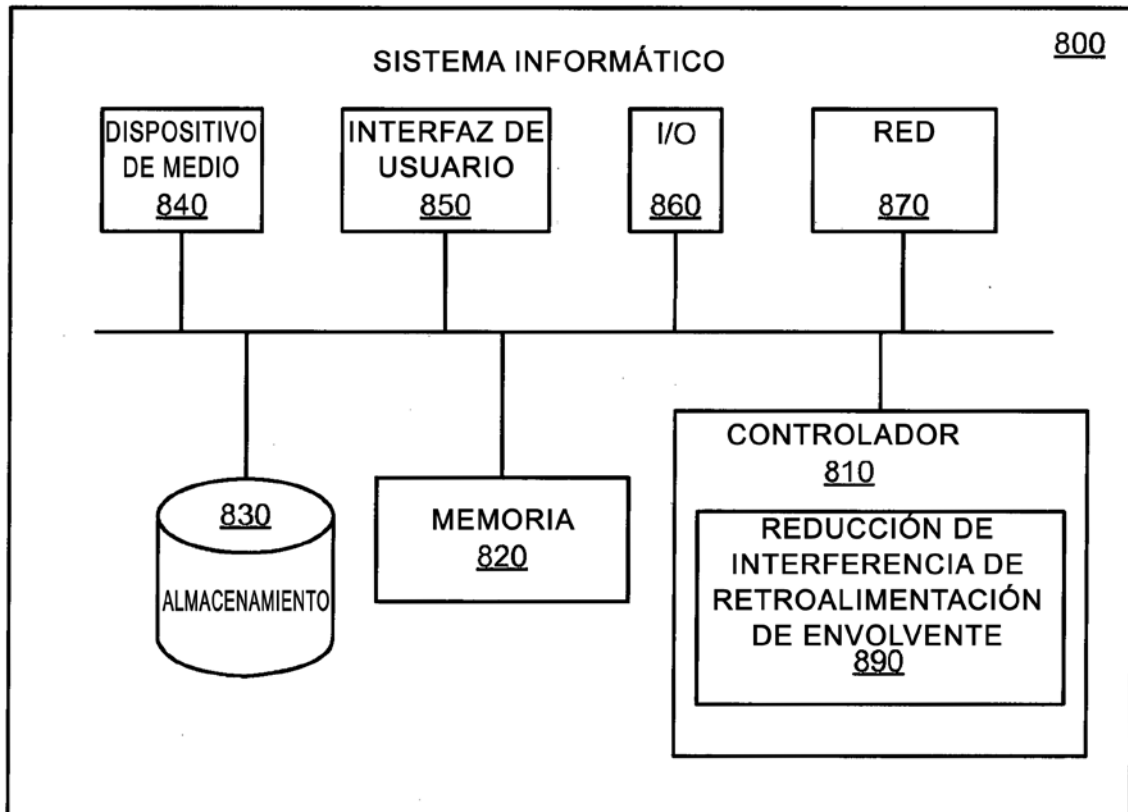 800
SISTEMA INFORMÁTICO
DISPOSITIVO
DE MEDIO
840
INTERFAZ DE
USUARIO
850
I/O
860
RED
870
830
ALMACENAMIENTO
MEMORIA
820
CONTROLADOR
810
REDUCCIÓN DE
INTERFERENCIA DE
RETROALIMENTACIÓN
DE ENVOLVENTE
890